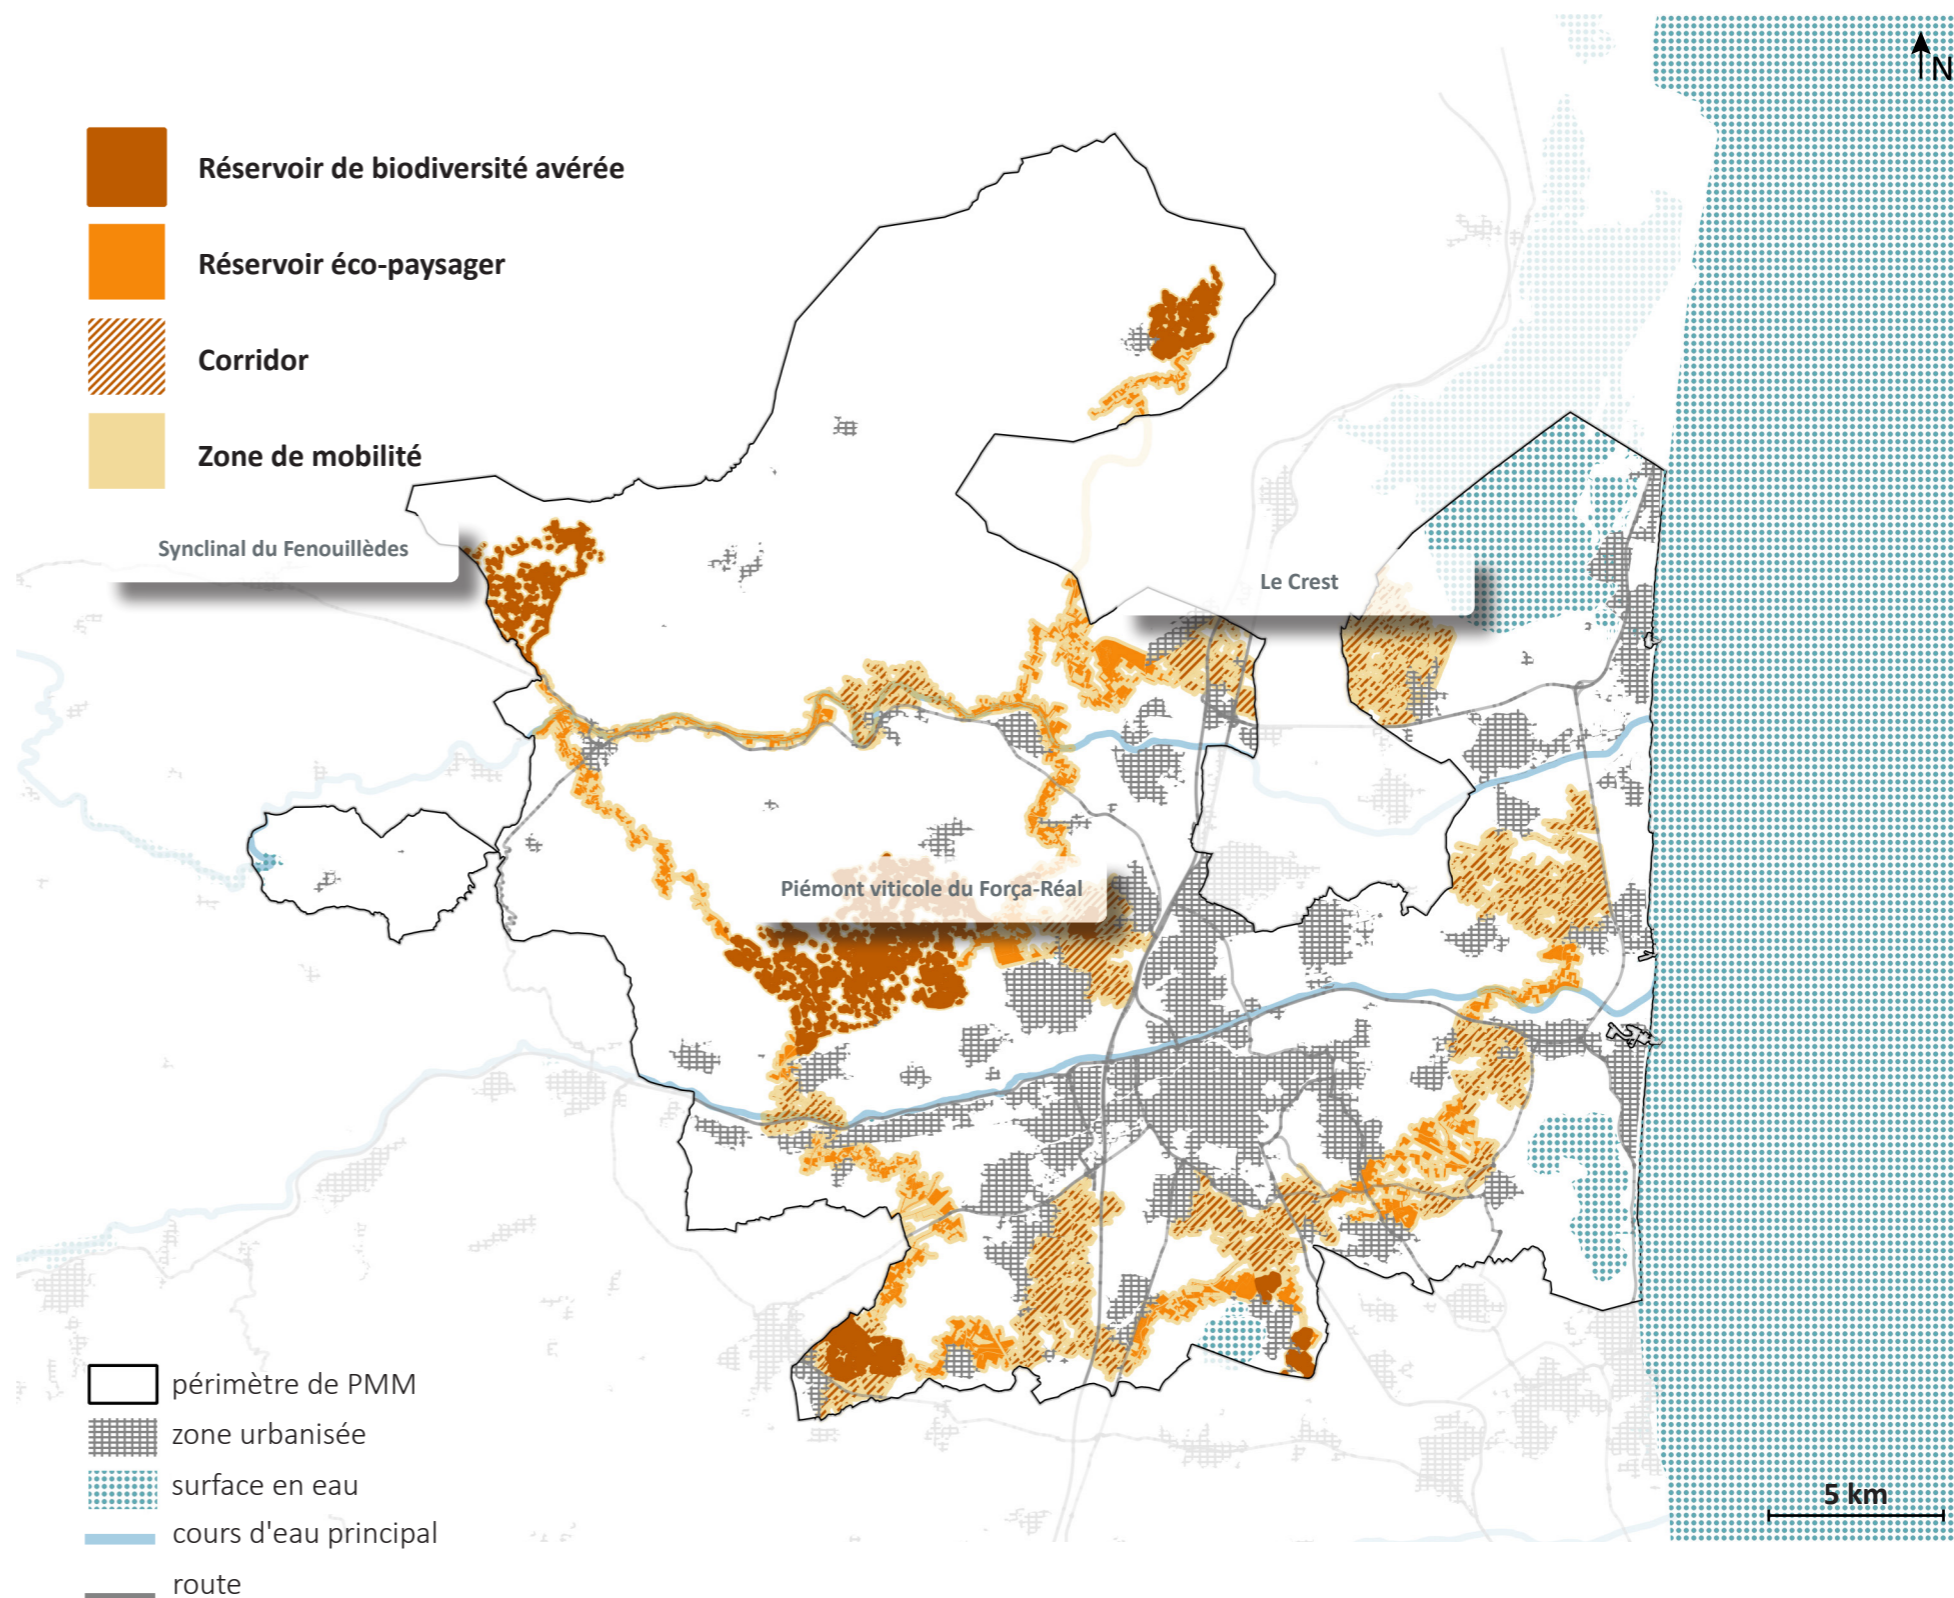 N
Réservoir de biodiversité avérée
Réservoir éco-paysager
Corridor
Zone de mobilité
Synclinal du Fenouillèdes
Le Crest
Piémont viticole du Força-Réal
périmètre de PMM
zone urbanisée
surface en eau
cours d'eau principal
route
5 km